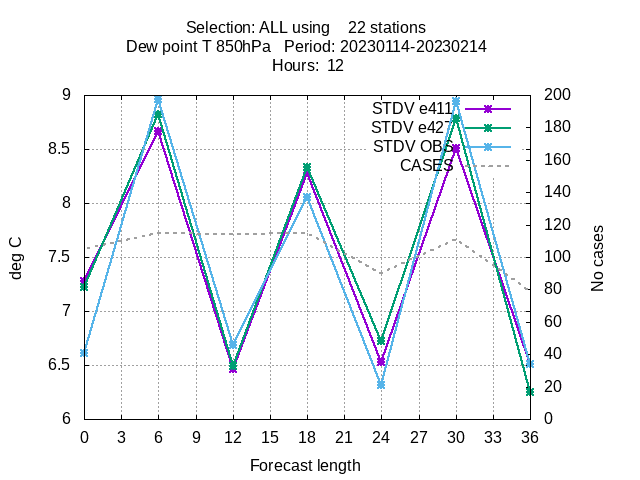 Selection: ALL using    22 stations
Dew point T 850hPa   Period: 20230114-20230214
Hours:  12
STDV e411
STDV e427
STDV OBS
CASES
9
8.5
8
7.5
7
6.5
6
200
180
160
140
120
100
80
60
40
20
0
deg C
No cases
0 3 6 9 12 15 18 21 24 27 30 33 36
Forecast length